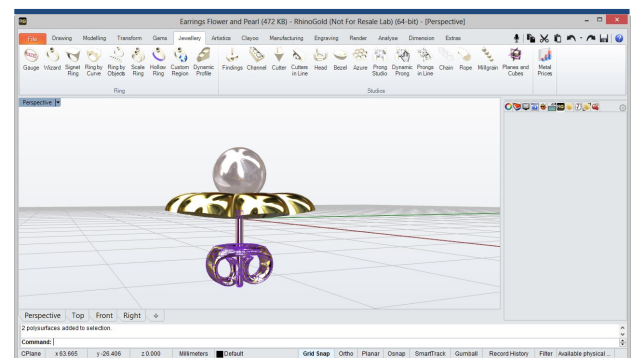 Earrings Flower and Pearl (472 KB) - RhinoGold (Not For Resale Lab) (64-bit) - [Perspective]
File Drawing Modelling Transform Gems Jewellery Artistics Clayoo Manufacturing Engraving Render Analyse Dimension Extras
Gauge Wizard Signet Ring Ring by Curve Ring by Objects Scale Ring Hollow Ring Custom Region Dynamic Profile Findings Channel Cutter Cutters in Line Head Bezel Azure Prong Studio Dynamic Prong Prongs in Line Chain Rope Millgrain Planes and Cubes Metal Prices
Ring Studios
Perspective
Perspective Top Front Right
2 polysurfaces added to selection.
Command:
CPlane x 63.665 y -26.406 z 0.000 Millimeters Default Grid Snap Ortho Planar Osnap SmartTrack Gumball Record History Filter Available physical ...